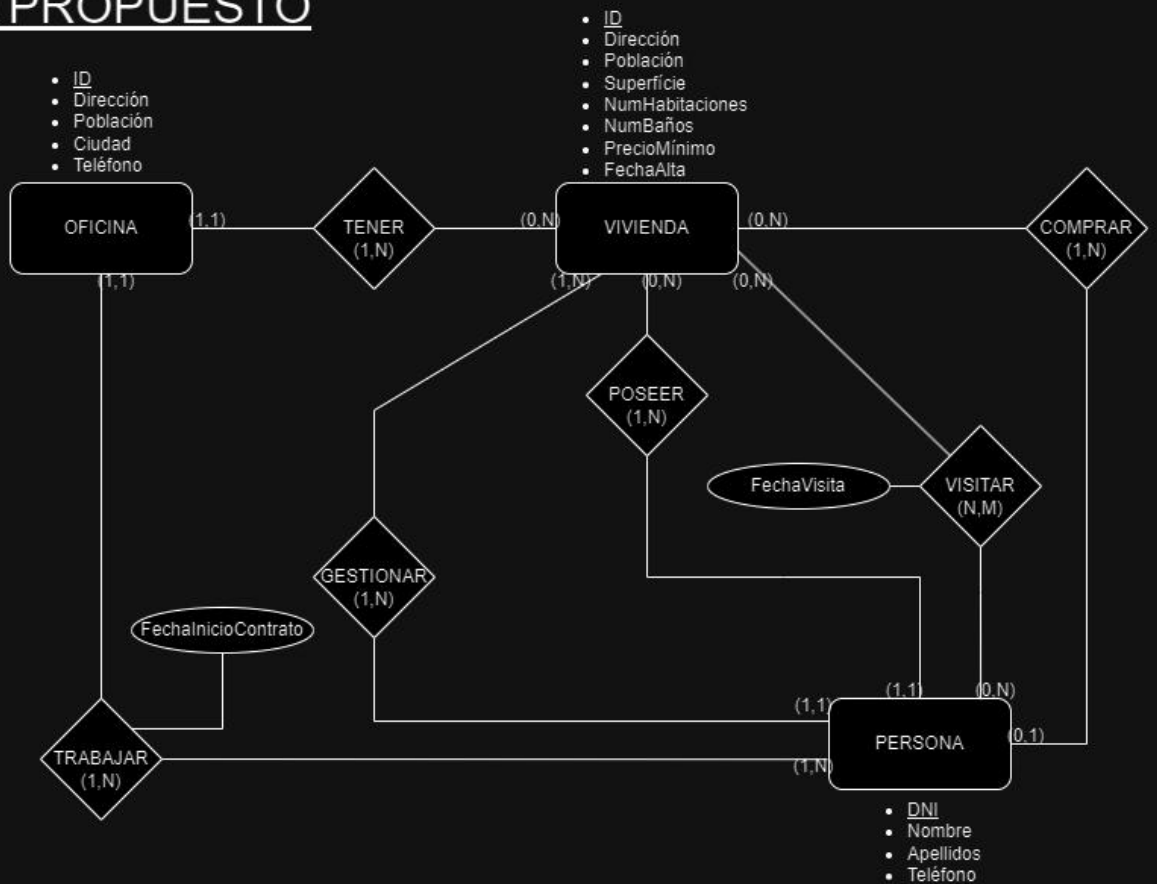 PROPUESTO
ID
Dirección
Población
Ciudad
Teléfono
ID
Dirección
Población
Superfície
NumHabitaciones
NumBaños
PrecioMínimo
FechaAlta
OFICINA
(1,1)
TENER
(1,N)
(0,N)
VIVIENDA
(0,N)
COMPRAR
(1,N)
(1,1)
(1,N)
(0,N)
(0,N)
POSEER
(1,N)
FechaVisita
VISITAR
(N,M)
GESTIONAR
(1,N)
FechaInicioContrato
(1,1)
(1,1)
(0,N)
PERSONA
(0,1)
TRABAJAR
(1,N)
(1,N)
DNI
Nombre
Apellidos
Teléfono